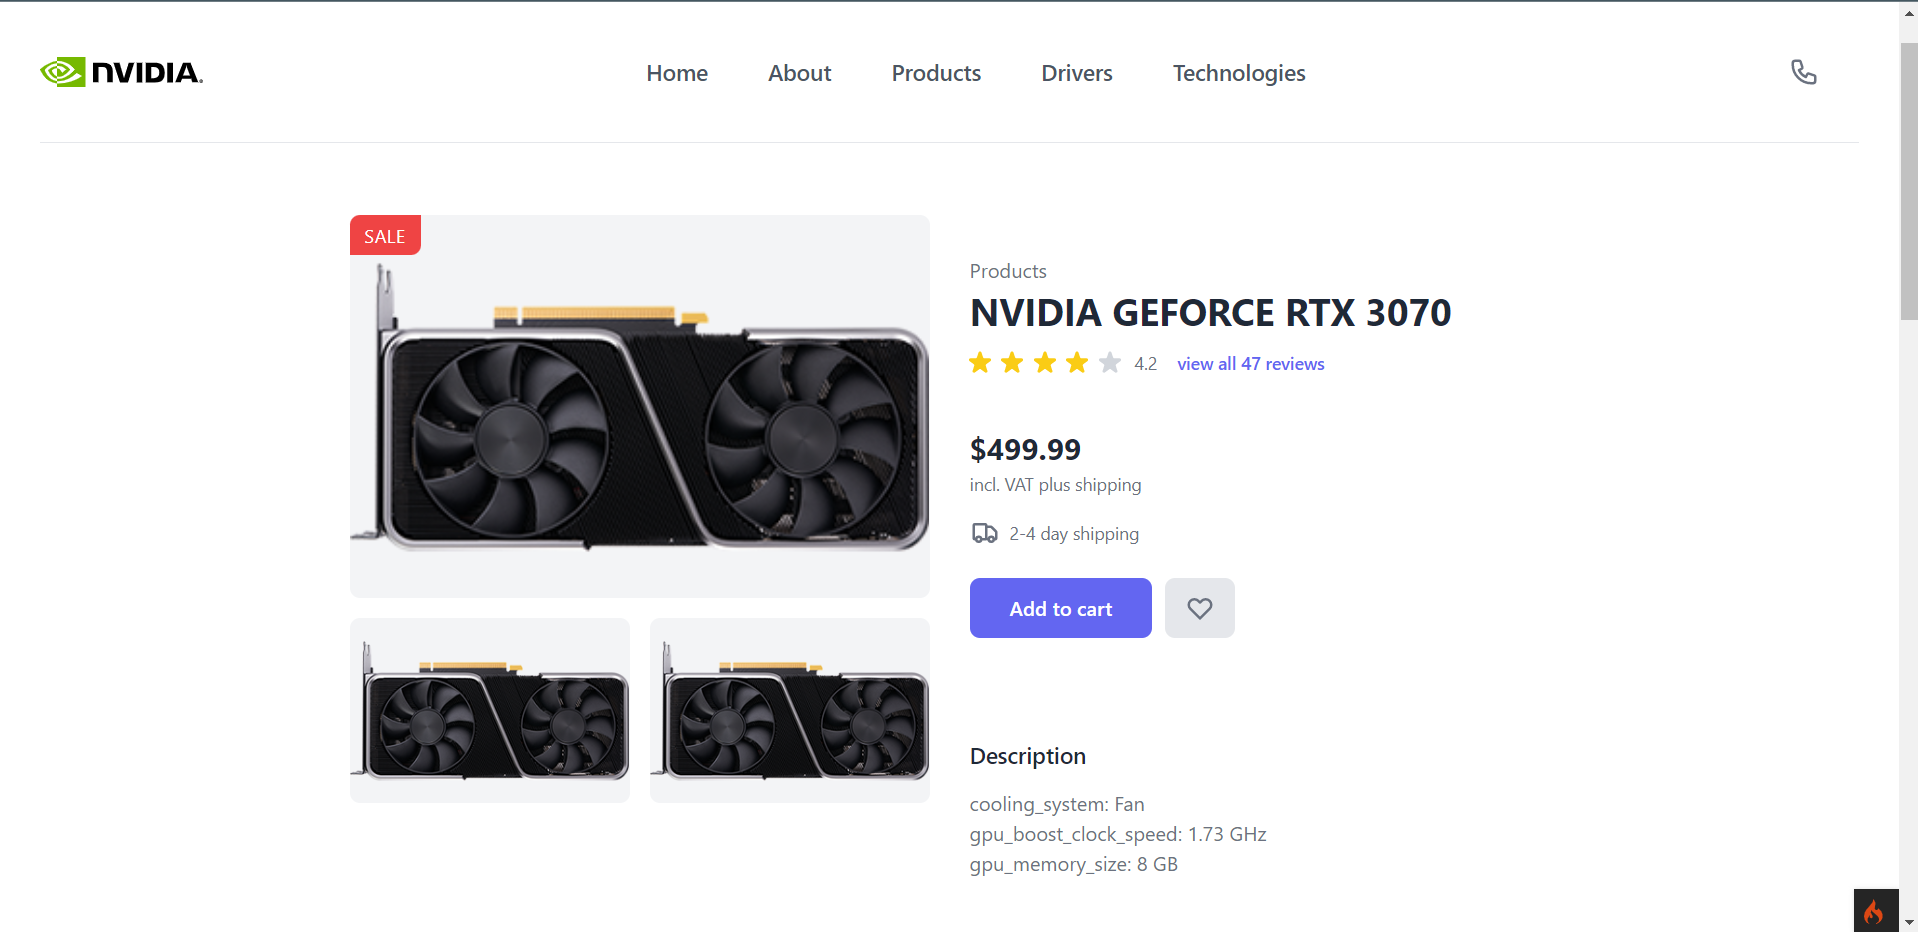 NVIDIA.
Home About Products Drivers Technologies
SALE
Products
NVIDIA GEFORCE RTX 3070
4.2 view all 47 reviews
$499.99
incl. VAT plus shipping
2-4 day shipping
Add to cart
Description
cooling_system: Fan
gpu_boost_clock_speed: 1.73 GHz
gpu_memory_size: 8 GB